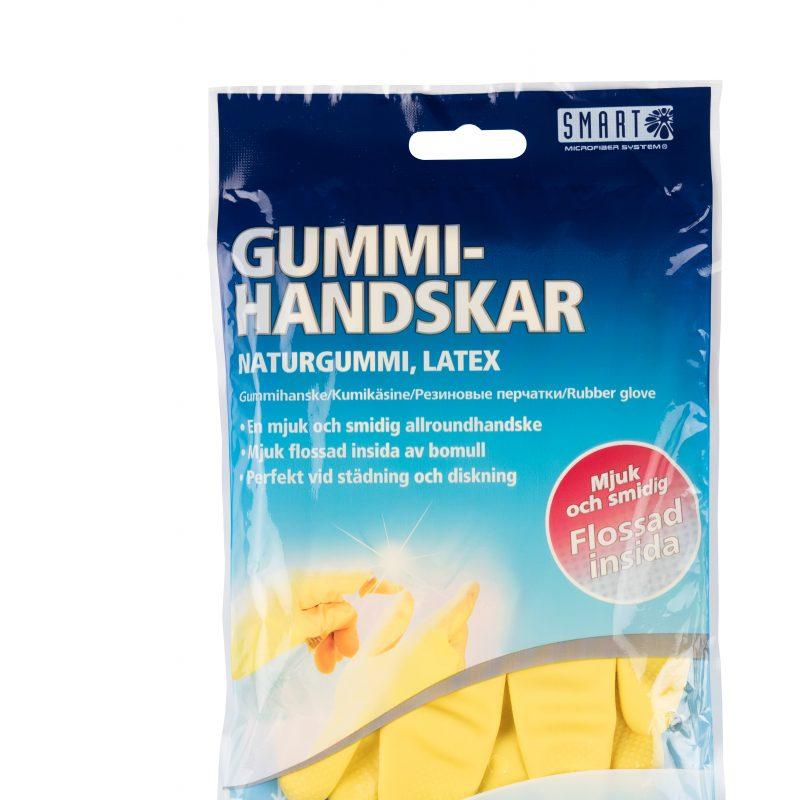 SMART
MICROFIBER SYSTEM®
GUMMI-
HANDSKAR
NATURGUMMI, LATEX
Gummihanske/Kumikäsine/Резиновые перчатки/Rubber glove
• En mjuk och smidig allroundhandske
• Mjuk flossad insida av bomull
• Perfekt vid städning och diskning
Mjuk
och smidig
Flossad
insida